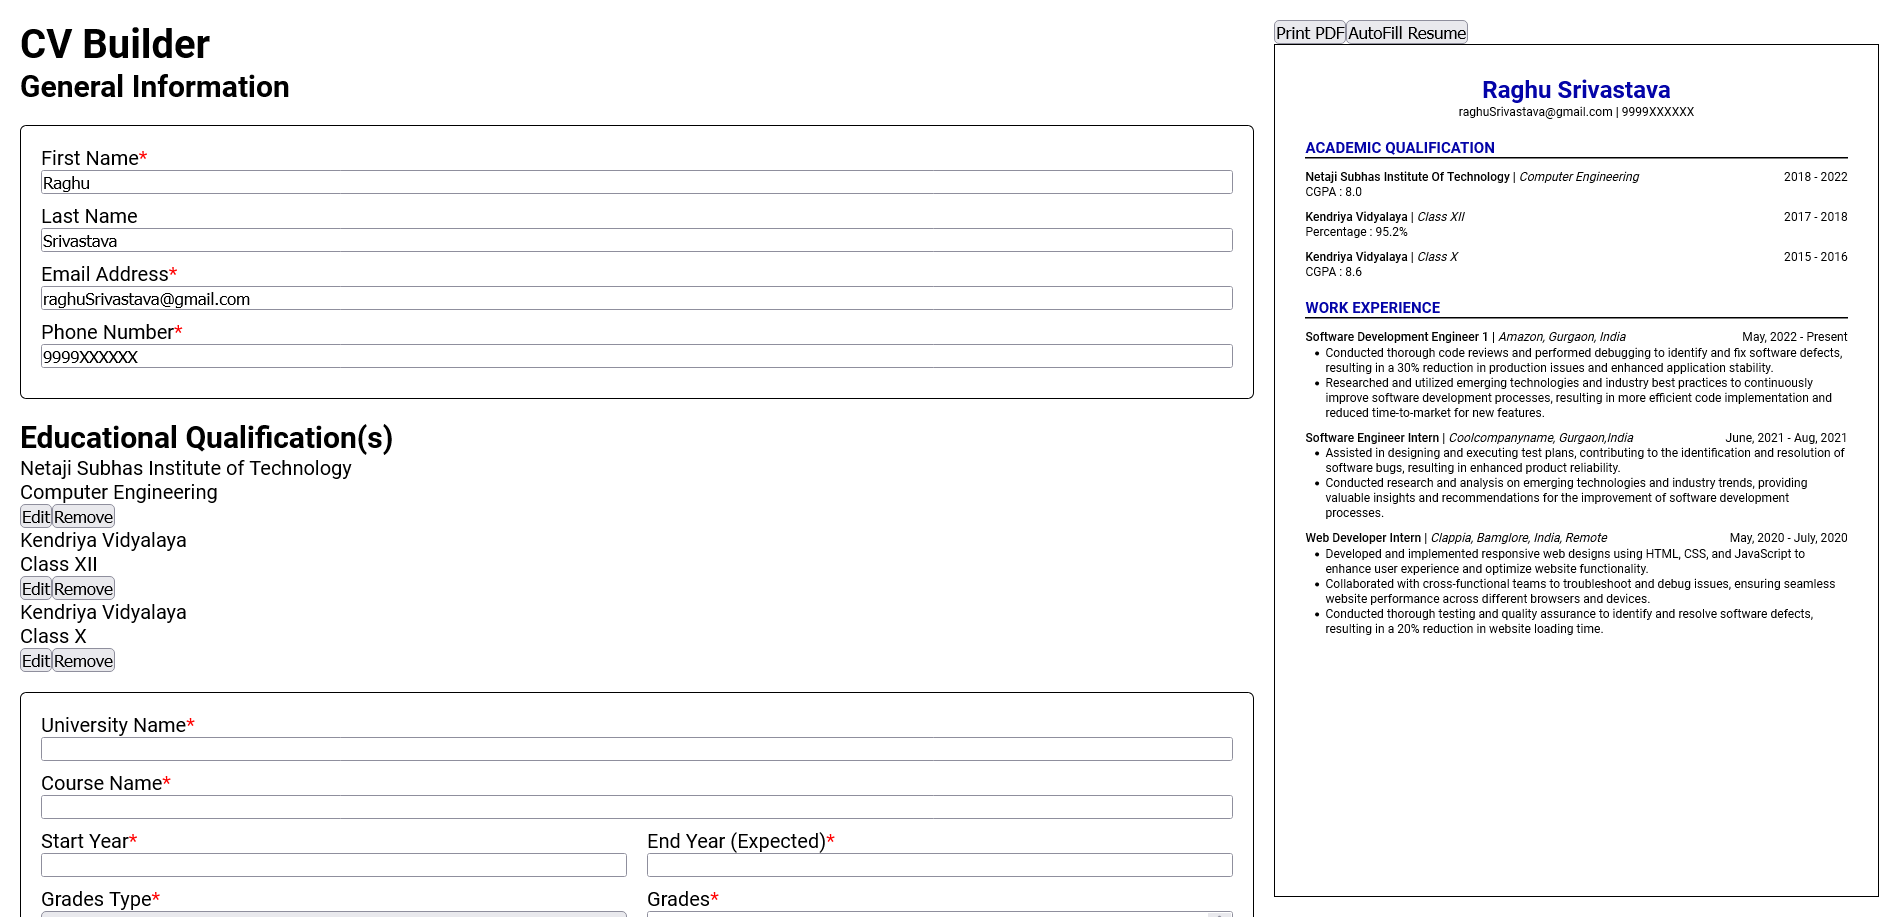 CV Builder
General Information
First Name*
Raghu
Last Name
Srivastava
Email Address*
raghuSrivastava@gmail.com
Phone Number*
9999XXXXXX
Educational Qualification(s)
Netaji Subhas Institute of Technology
Computer Engineering
Edit Remove
Kendriya Vidyalaya
Class XII
Edit Remove
Kendriya Vidyalaya
Class X
Edit Remove
University Name*
Course Name*
Start Year* End Year (Expected)*
Grades Type* Grades*
Print PDF AutoFill Resume
Raghu Srivastava
raghuSrivastava@gmail.com | 9999XXXXXX
ACADEMIC QUALIFICATION
Netaji Subhas Institute Of Technology | Computer Engineering 2018 - 2022
CGPA : 8.0
Kendriya Vidyalaya | Class XII 2017 - 2018
Percentage : 95.2%
Kendriya Vidyalaya | Class X 2015 - 2016
CGPA : 8.6
WORK EXPERIENCE
Software Development Engineer 1 | Amazon, Gurgaon, India May, 2022 - Present
• Conducted thorough code reviews and performed debugging to identify and fix software defects,
resulting in a 30% reduction in production issues and enhanced application stability.
• Researched and utilized emerging technologies and industry best practices to continuously
improve software development processes, resulting in more efficient code implementation and
reduced time-to-market for new features.
Software Engineer Intern | Coolcompanyname, Gurgaon,India June, 2021 - Aug, 2021
• Assisted in designing and executing test plans, contributing to the identification and resolution of
software bugs, resulting in enhanced product reliability.
• Conducted research and analysis on emerging technologies and industry trends, providing
valuable insights and recommendations for the improvement of software development
processes.
Web Developer Intern | Clappia, Bamglore, India, Remote May, 2020 - July, 2020
• Developed and implemented responsive web designs using HTML, CSS, and JavaScript to
enhance user experience and optimize website functionality.
• Collaborated with cross-functional teams to troubleshoot and debug issues, ensuring seamless
website performance across different browsers and devices.
• Conducted thorough testing and quality assurance to identify and resolve software defects,
resulting in a 20% reduction in website loading time.